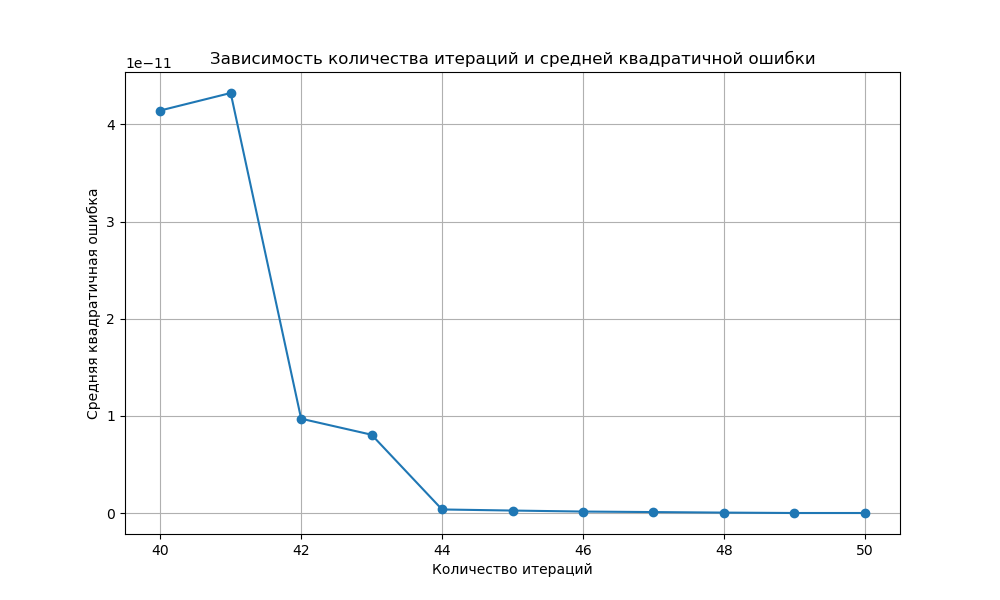 Зависимость количества итераций и средней квадратичной ошибки
1e−11
4
3
2
1
0
Средняя квадратичная ошибка
40 42 44 46 48 50
Количество итераций